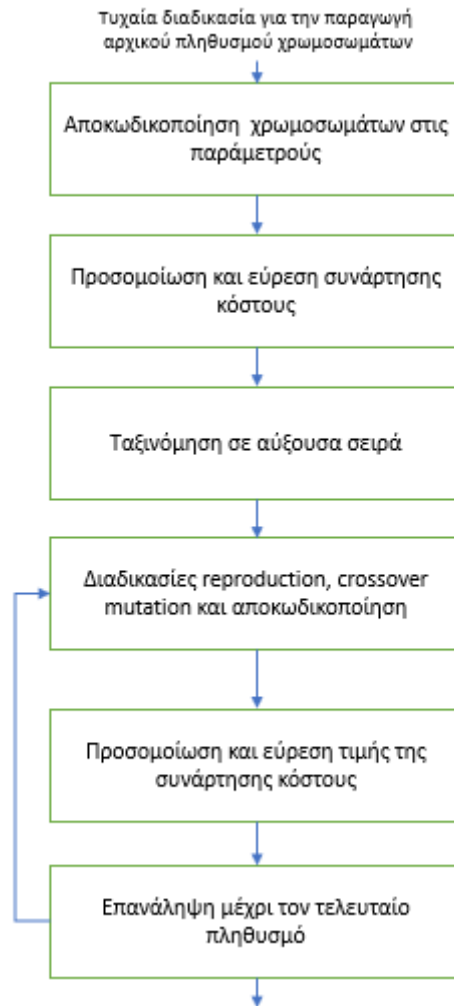 Τυχαία διαδικασία για την παραγωγή
αρχικού πληθυσμού χρωμοσωμάτων
Αποκωδικοποίηση χρωμοσωμάτων στις
παράμετρούς
Προσομοίωση και εύρεση συνάρτησης
κόστους
Ταξινόμηση σε αύξουσα σειρά
Διαδικασίες reproduction, crossover
mutation και αποκωδικοποίηση
Προσομοίωση και εύρεση τιμής της
συνάρτησης κόστους
Επανάληψη μέχρι τον τελευταίο
πληθυσμό